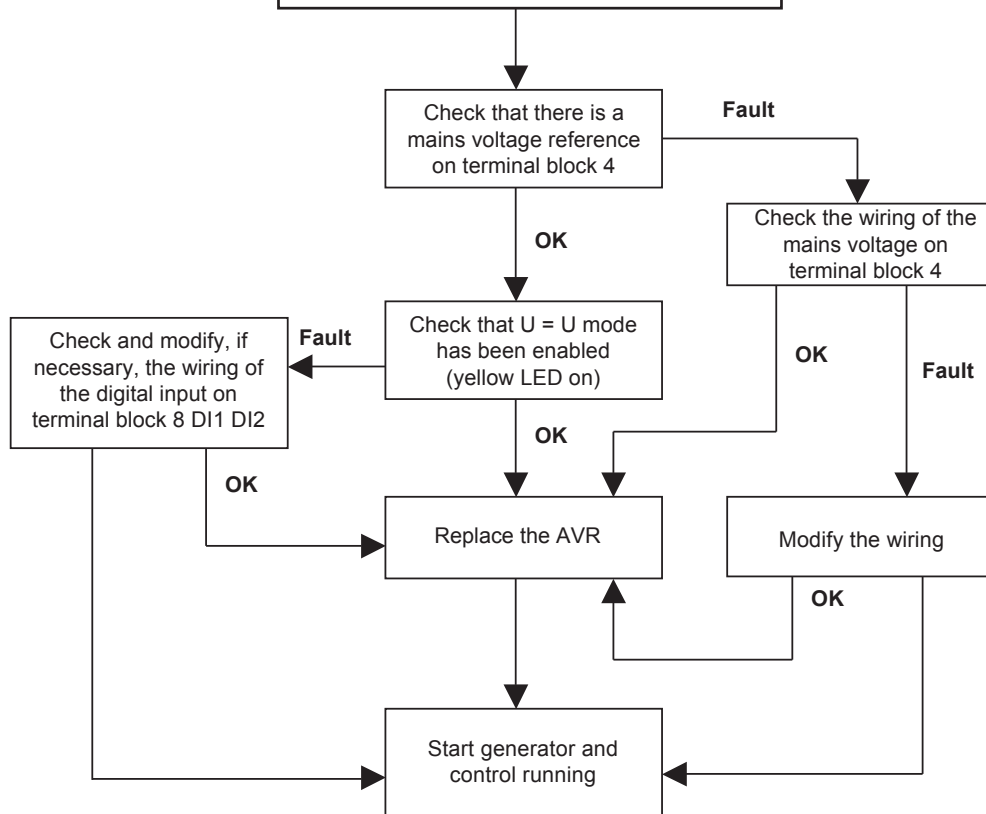 Check that there is a
mains voltage reference
on terminal block 4
Fault
Check the wiring of the
mains voltage on
terminal block 4
OK
Check that U = U mode
has been enabled
(yellow LED on)
Fault
Check and modify, if
necessary, the wiring of
the digital input on
terminal block 8 DI1 DI2
OK
Fault
OK
OK
Replace the AVR
Modify the wiring
OK
Start generator and
control running